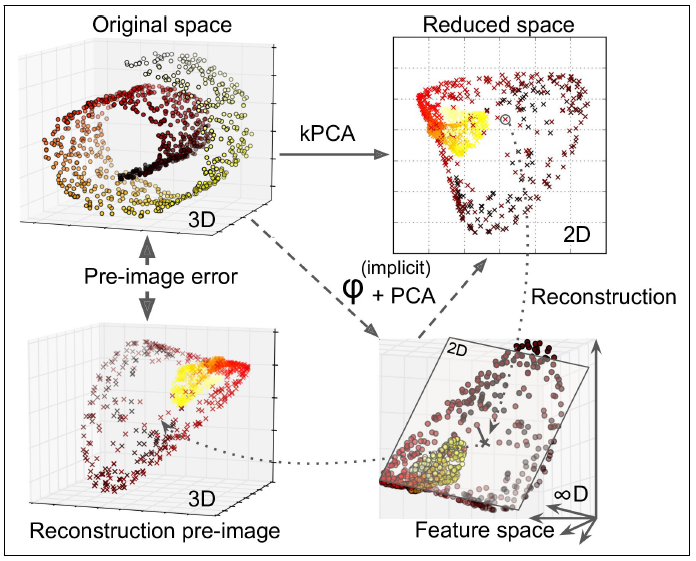 Original space
Reduced space
kPCA
3D
2D
Pre-image error
(implicit)
φ + PCA
Reconstruction
2D
3D
∞D
Reconstruction pre-image
Feature space